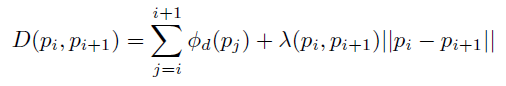 D(p_i, p_{i+1}) = \sum_{j=i}^{i+1} \phi_d(p_j) + \lambda(p_i, p_{i+1})||p_i - p_{i+1}||